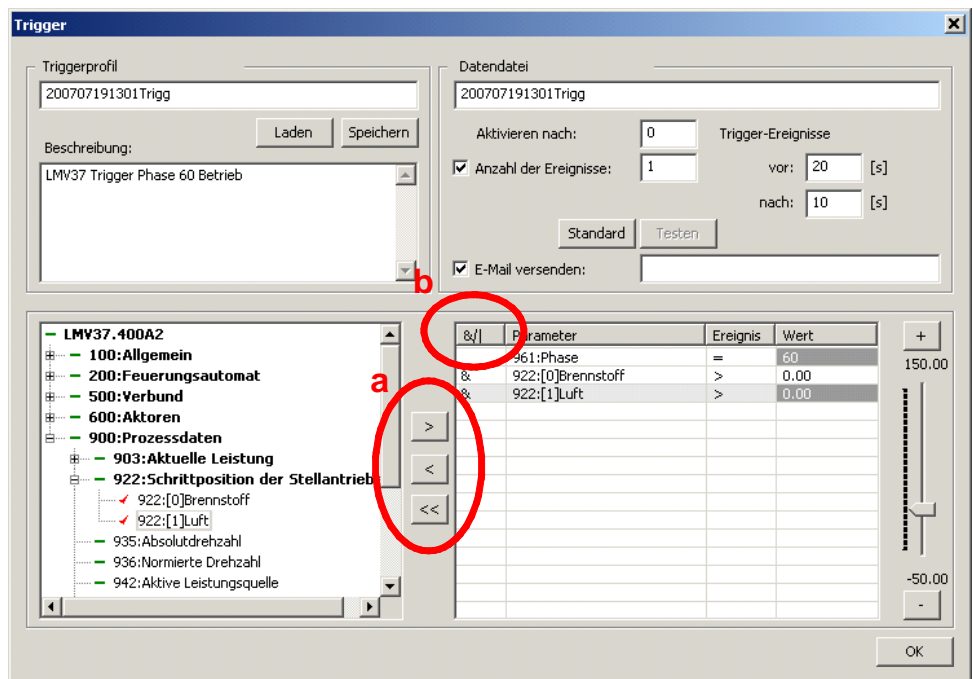 Trigger
Triggerprofil
200707191301Trigg
Laden Speichern
Beschreibung:
LMV37 Trigger Phase 60 Betrieb
Datendatei
200707191301Trigg
Aktivieren nach: 0 Trigger-Ereignisse
Anzahl der Ereignisse: 1 vor: 20 [s]
nach: 10 [s]
Standard Testen
E-Mail versenden:
b
LMV37.400A2
100:Allgemein
200:Feuerungsautomat
500:Verbund
600:Aktoren
900:Prozessdaten
903:Aktuelle Leistung
922:Schrittposition der Stellantrieb
922:[0]Brennstoff
922:[1]Luft
935:Absolutdrehzahl
936:Normierte Drehzahl
942:Aktive Leistungsquelle
a
>
<
<<
&/| Parameter Ereignis Wert
961:Phase = 60
& 922:[0]Brennstoff > 0.00
& 922:[1]Luft > 0.00
+
150.00
-50.00
-
OK